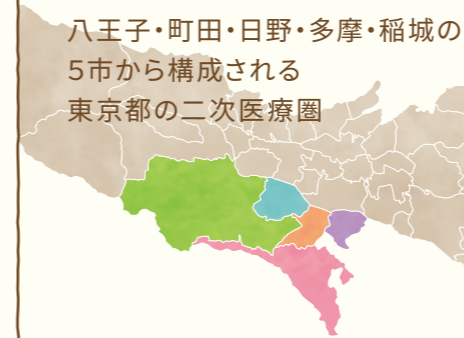 八王子・町田・日野・多摩・稲城の
5市から構成される
東京都の二次医療圏